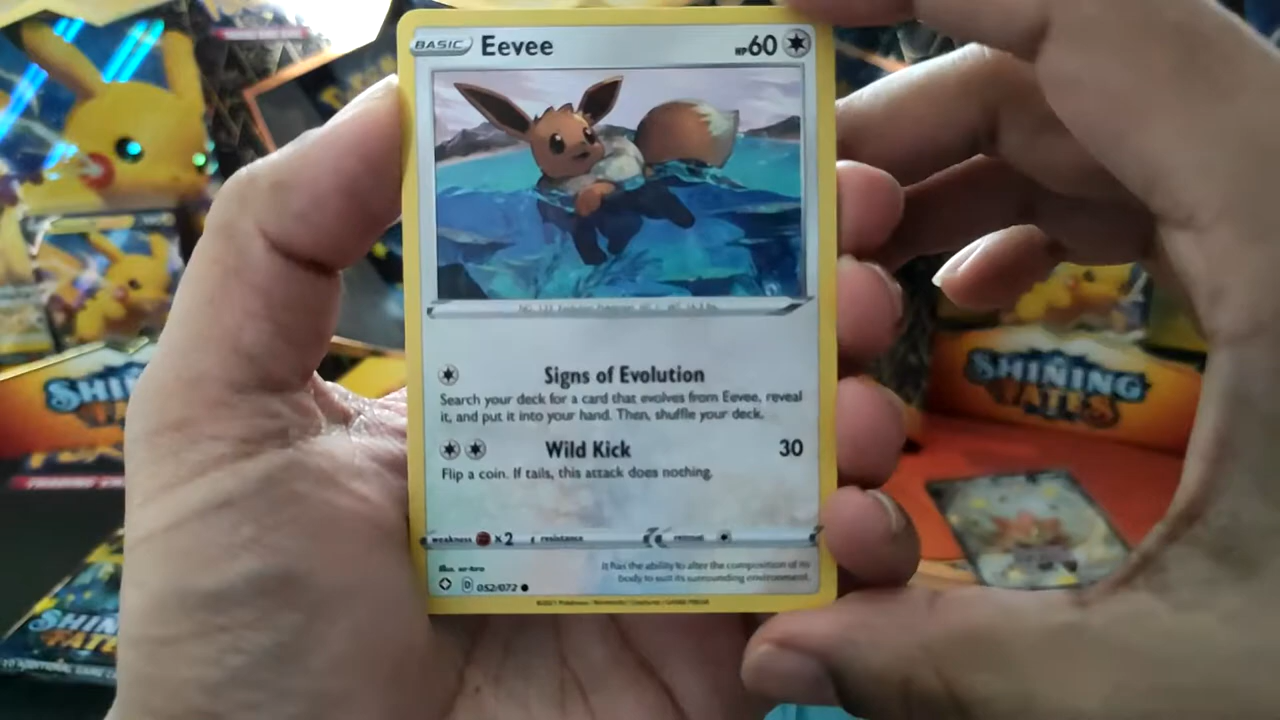 BASIC Eevee HP60
Signs of Evolution
Search your deck for a card that evolves from Eevee, reveal
it, and put it into your hand. Then, shuffle your deck.
Wild Kick 30
Flip a coin. If tails, this attack does nothing.
weakness ×2 resistance retreat
It has the ability to alter the composition of its
body to suit its surrounding environment.
D 052/072
SHINING
FATES
SHIN